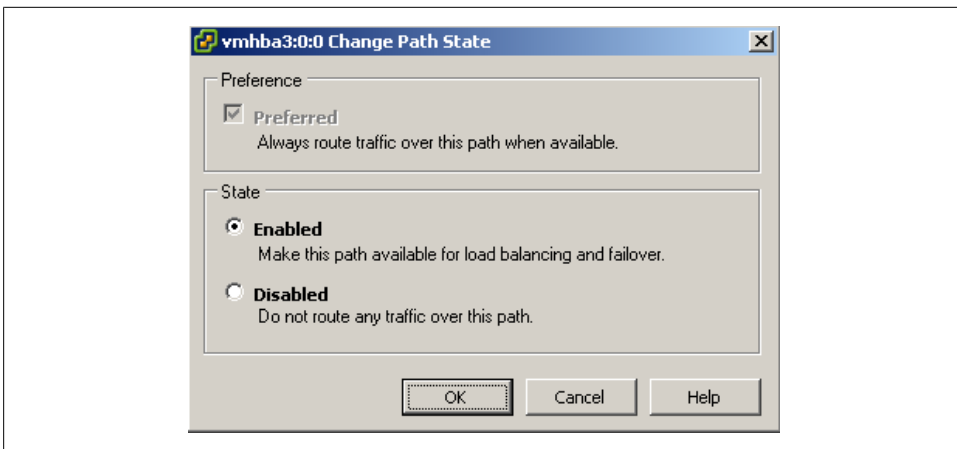 vmhba3:0:0 Change Path State
Preference
Preferred
Always route traffic over this path when available.
State
Enabled
Make this path available for load balancing and failover.
Disabled
Do not route any traffic over this path.
OK
Cancel
Help